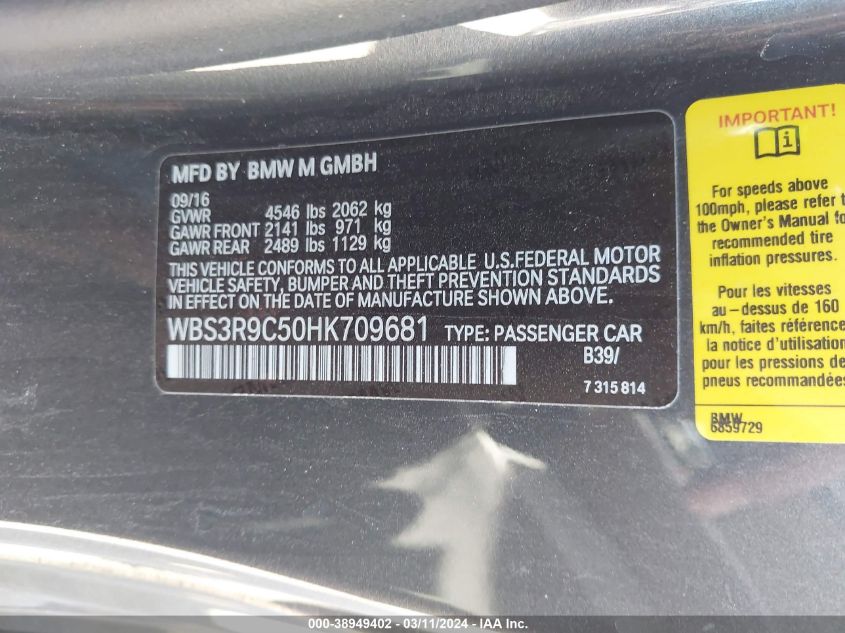 MFD BY BMW M GMBH
09/16
GVWR 4546 lbs 2062 kg
GAWR FRONT 2141 lbs 971 kg
GAWR REAR 2489 lbs 1129 kg
THIS VEHICLE CONFORMS TO ALL APPLICABLE U.S.FEDERAL MOTOR
VEHICLE SAFETY, BUMPER AND THEFT PREVENTION STANDARDS
IN EFFECT ON THE DATE OF MANUFACTURE SHOWN ABOVE.
WBS3R9C50HK709681 TYPE: PASSENGER CAR
B39/
7 315 814
IMPORTANT!
i
For speeds above
100mph, please refer t
the Owner's Manual fo
recommended tire
inflation pressures.
Pour les vitesses
au-dessus de 160
km/h, faites référence
la notice d'utilisation
pour les pressions de
pneus recommandées
BMW
6859729
000-38949402 - 03/11/2024 - IAA Inc.